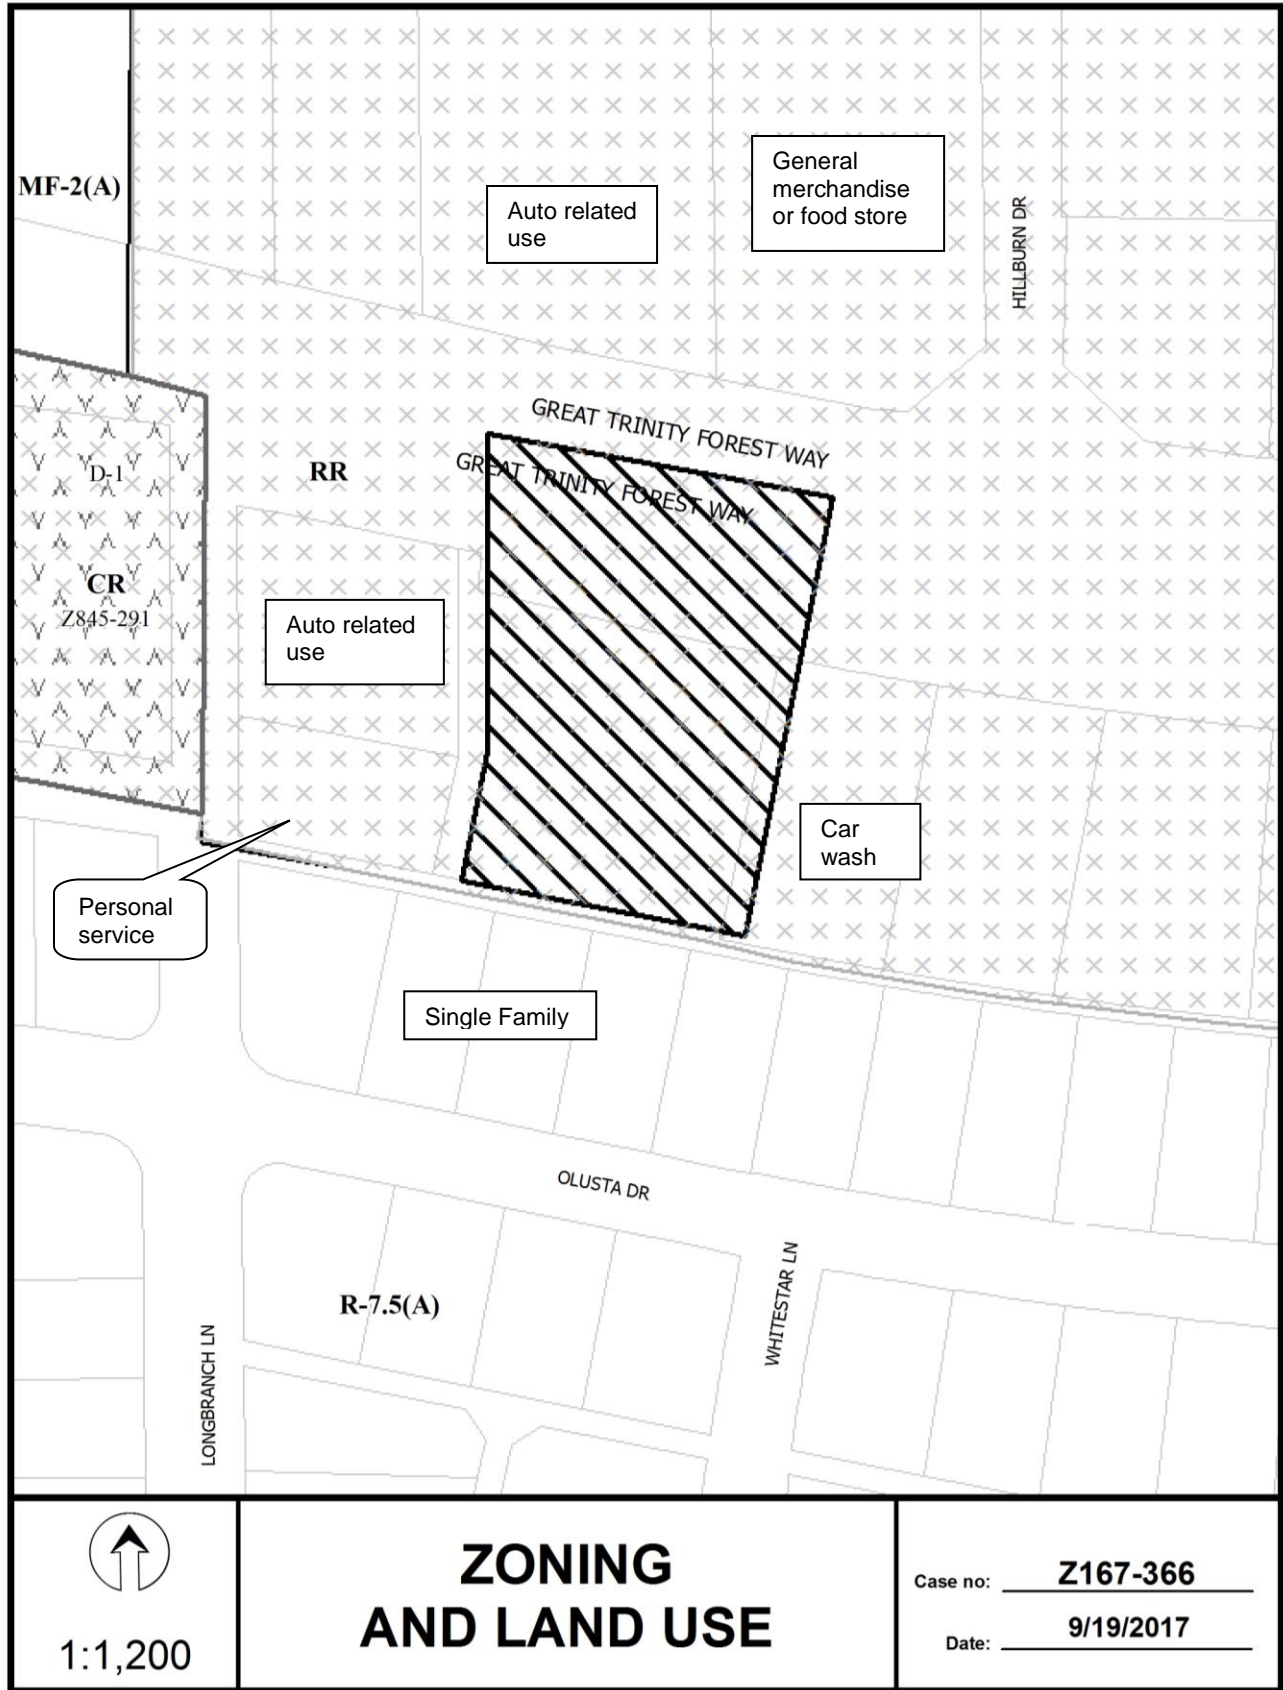 MF-2(A)
Auto related
use
General
merchandise
or food store
HILLBURN DR
GREAT TRINITY FOREST WAY
GREAT TRINITY FOREST WAY
RR
D-1
CR
Z845-291
Auto related
use
Car
wash
Personal
service
Single Family
OLUSTA DR
WHITESTAR LN
R-7.5(A)
LONGBRANCH LN
1:1,200
ZONING
AND LAND USE
Case no: Z167-366
Date: 9/19/2017